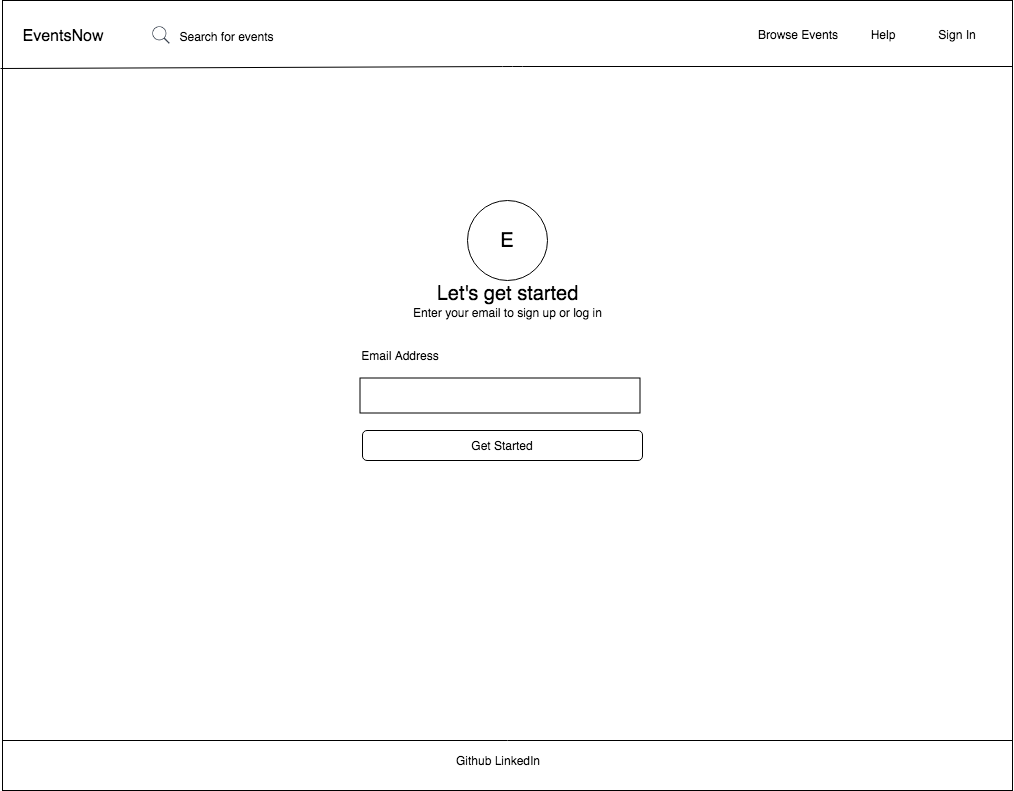 EventsNow
Search for events
Browse Events
Help
Sign In
E
Let's get started
Enter your email to sign up or log in
Email Address
Get Started
Github LinkedIn